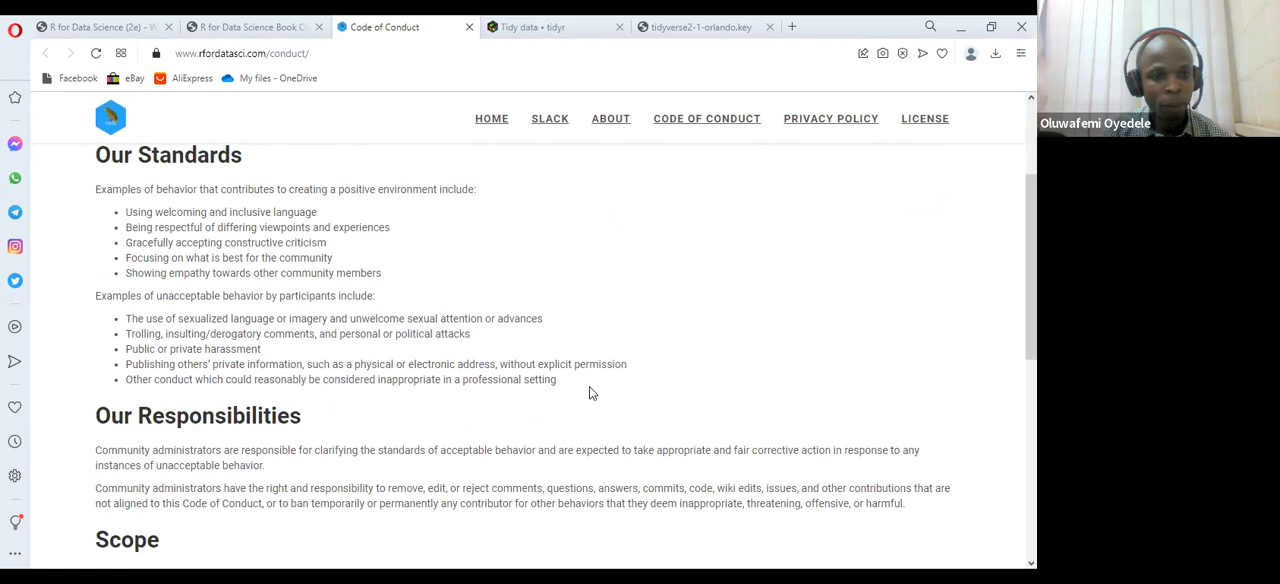 R for Data Science (2e) - W
R for Data Science Book Cl
Code of Conduct
Tidy data • tidyr
tidyverse2-1-orlando.key
www.rfordatasci.com/conduct/
Facebook
eBay
AliExpress
My files - OneDrive
HOME
SLACK
ABOUT
CODE OF CONDUCT
PRIVACY POLICY
LICENSE
Oluwafemi Oyedele
Our Standards
Examples of behavior that contributes to creating a positive environment include:
• Using welcoming and inclusive language
• Being respectful of differing viewpoints and experiences
• Gracefully accepting constructive criticism
• Focusing on what is best for the community
• Showing empathy towards other community members
Examples of unacceptable behavior by participants include:
• The use of sexualized language or imagery and unwelcome sexual attention or advances
• Trolling, insulting/derogatory comments, and personal or political attacks
• Public or private harassment
• Publishing others' private information, such as a physical or electronic address, without explicit permission
• Other conduct which could reasonably be considered inappropriate in a professional setting
Our Responsibilities
Community administrators are responsible for clarifying the standards of acceptable behavior and are expected to take appropriate and fair corrective action in response to any
instances of unacceptable behavior.
Community administrators have the right and responsibility to remove, edit, or reject comments, questions, answers, commits, code, wiki edits, issues, and other contributions that are
not aligned to this Code of Conduct, or to ban temporarily or permanently any contributor for other behaviors that they deem inappropriate, threatening, offensive, or harmful.
Scope